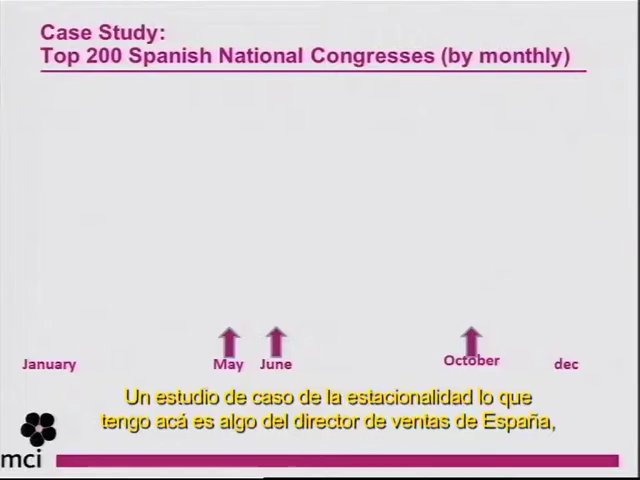 Case Study:
Top 200 Spanish National Congresses (by monthly)
January May June October dec
Un estudio de caso de la estacionalidad lo que
tengo acá es algo del director de ventas de España,
mci